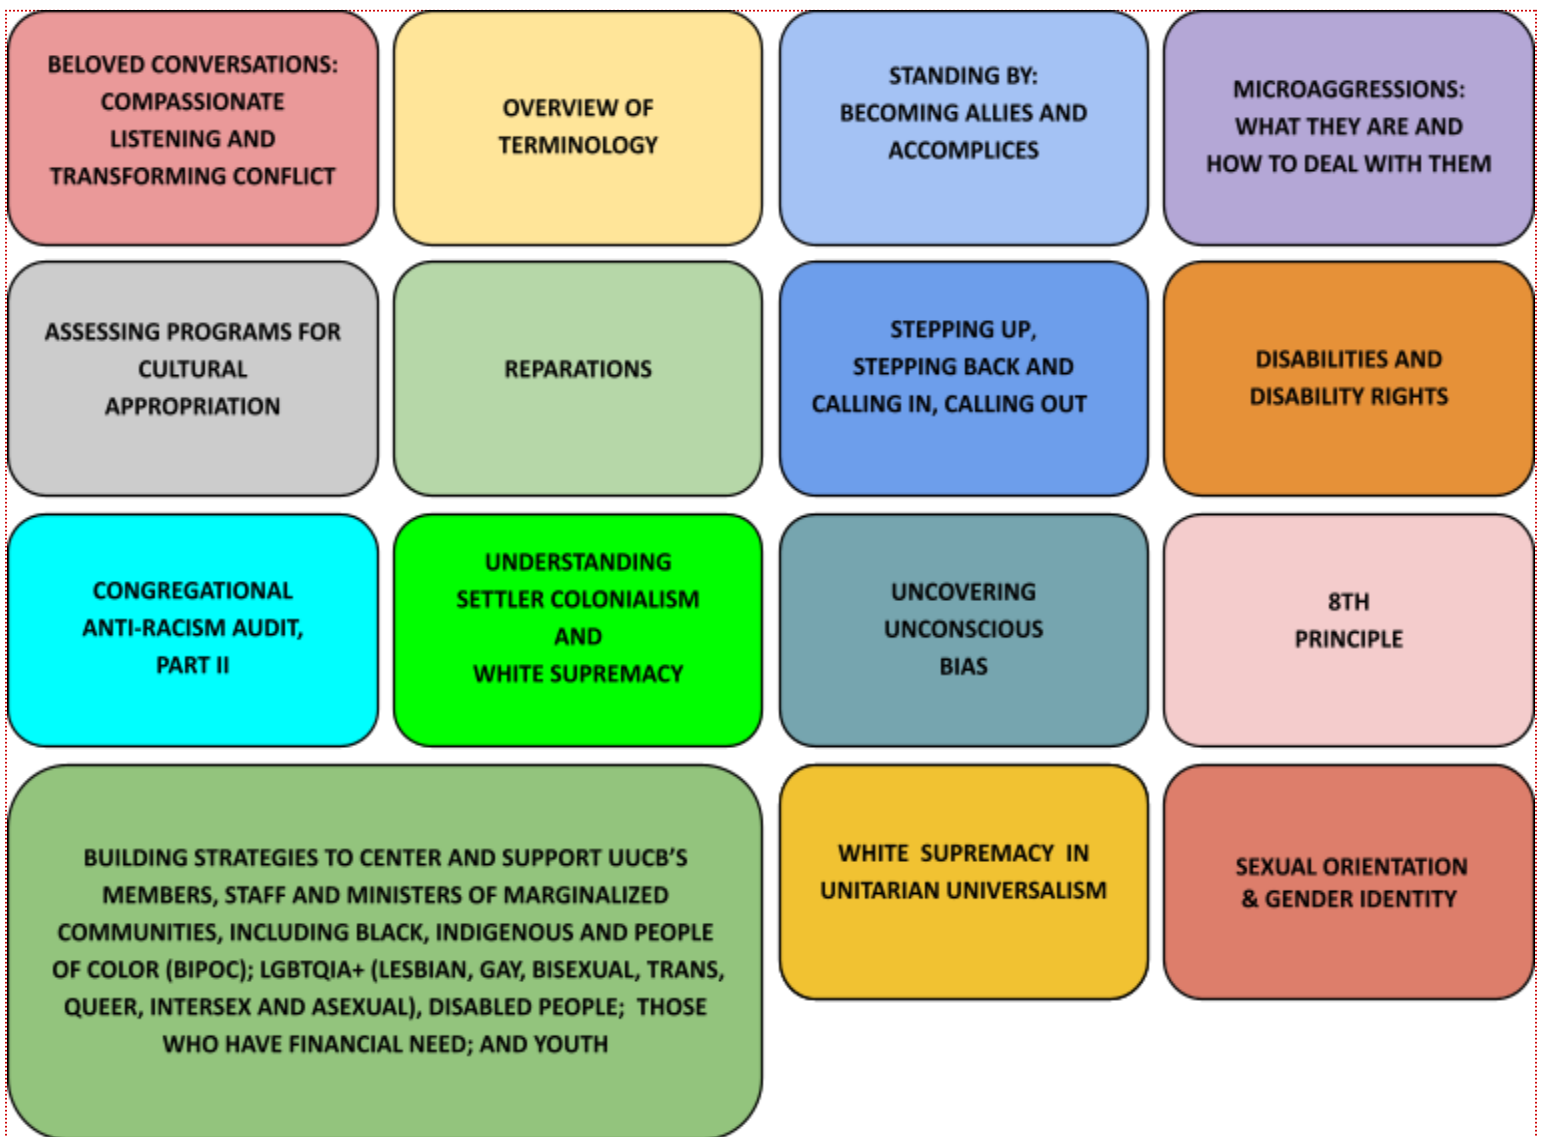 BELOVED CONVERSATIONS:
COMPASSIONATE
LISTENING AND
TRANSFORMING CONFLICT
OVERVIEW OF
TERMINOLOGY
STANDING BY:
BECOMING ALLIES AND
ACCOMPLICES
MICROAGGRESSIONS:
WHAT THEY ARE AND
HOW TO DEAL WITH THEM
ASSESSING PROGRAMS FOR
CULTURAL
APPROPRIATION
REPARATIONS
STEPPING UP,
STEPPING BACK AND
CALLING IN, CALLING OUT
DISABILITIES AND
DISABILITY RIGHTS
CONGREGATIONAL
ANTI-RACISM AUDIT,
PART II
UNDERSTANDING
SETTLER COLONIALISM
AND
WHITE SUPREMACY
UNCOVERING
UNCONSCIOUS
BIAS
8TH
PRINCIPLE
BUILDING STRATEGIES TO CENTER AND SUPPORT UUCB’S
MEMBERS, STAFF AND MINISTERS OF MARGINALIZED
COMMUNITIES, INCLUDING BLACK, INDIGENOUS AND PEOPLE
OF COLOR (BIPOC); LGBTQIA+ (LESBIAN, GAY, BISEXUAL, TRANS,
QUEER, INTERSEX AND ASEXUAL), DISABLED PEOPLE; THOSE
WHO HAVE FINANCIAL NEED; AND YOUTH
WHITE SUPREMACY IN
UNITARIAN UNIVERSALISM
SEXUAL ORIENTATION
& GENDER IDENTITY